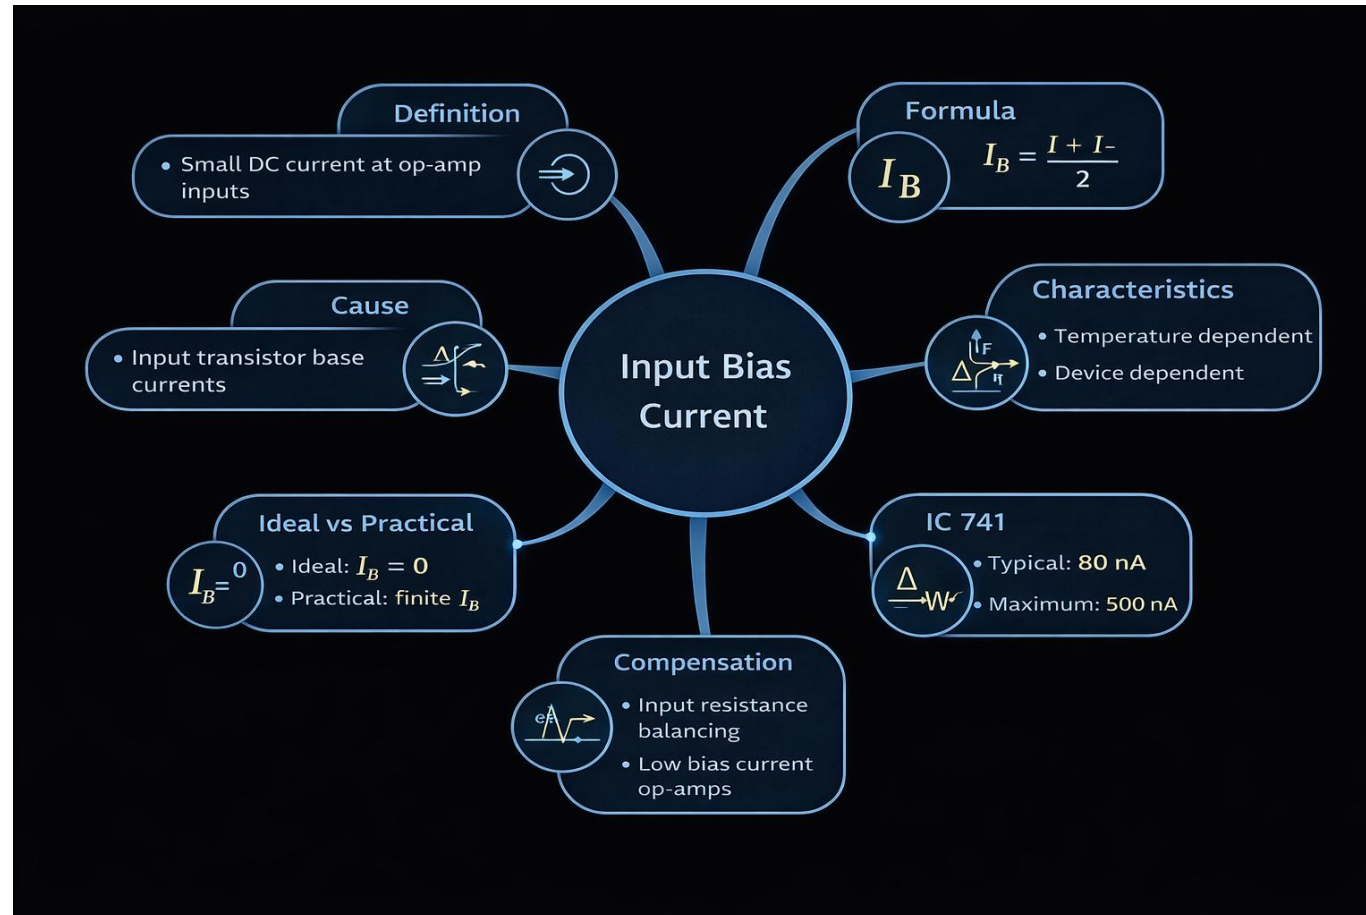 Definition
• Small DC current at op-amp
inputs
Formula
I_B
I_B = (I + I−) / 2
Cause
• Input transistor base
currents
Δ
Input Bias
Current
Characteristics
• Temperature dependent
• Device dependent
F
Δ
Ideal vs Practical
• Ideal: I_B = 0
• Practical: finite I_B
I_B= 0
IC 741
• Typical: 80 nA
• Maximum: 500 nA
Δ
W
Compensation
• Input resistance
balancing
• Low bias current
op-amps